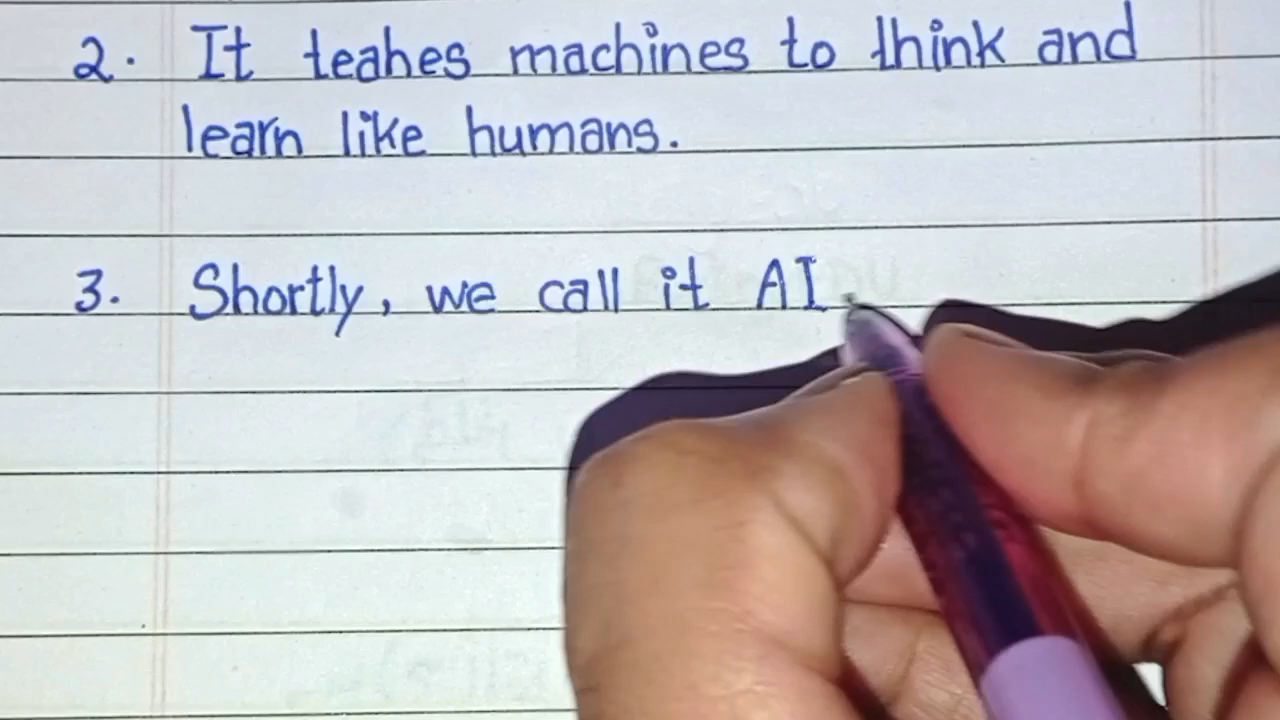 2. It teahes machines to think and
learn like humans.
3. Shortly, we call it AI.